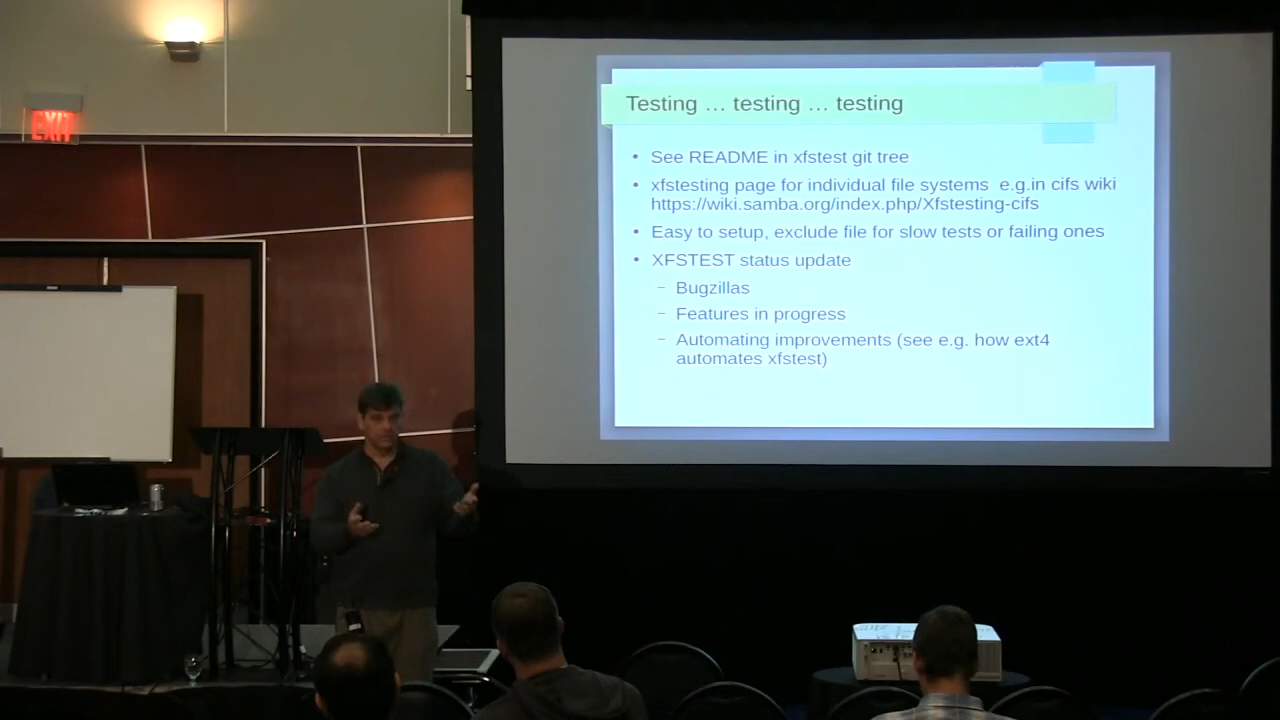 EXIT
Testing … testing … testing
• See README in xfstest git tree
• xfstesting page for individual file systems e.g.in cifs wiki
https://wiki.samba.org/index.php/Xfstesting-cifs
• Easy to setup, exclude file for slow tests or failing ones
• XFSTEST status update
– Bugzillas
– Features in progress
– Automating improvements (see e.g. how ext4
automates xfstest)